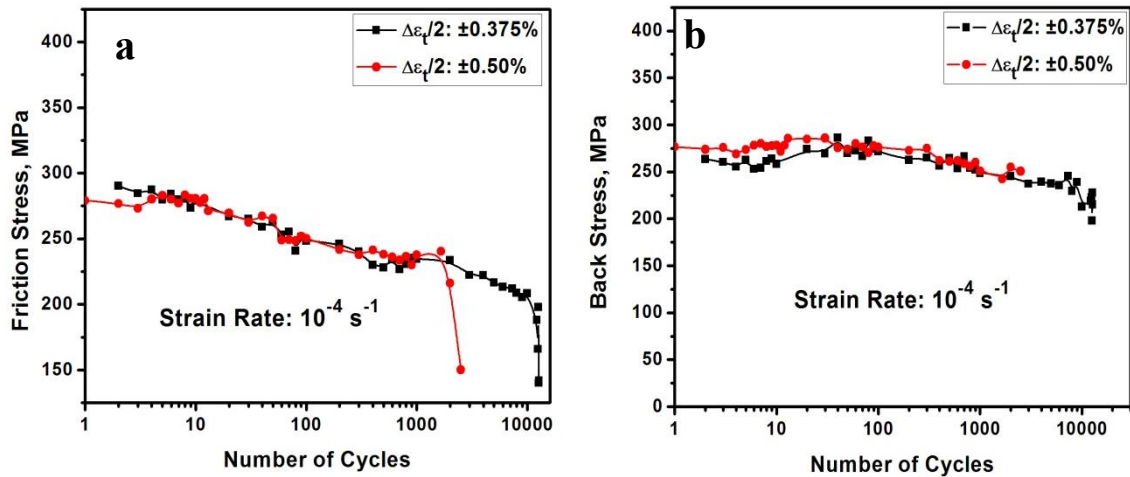 a
Δεt/2: ±0.375%
Δεt/2: ±0.50%
400
350
300
250
200
150
Friction Stress, MPa
Strain Rate: 10⁻⁴ s⁻¹
1 10 100 1000 10000
Number of Cycles
b
Δεt/2: ±0.375%
Δεt/2: ±0.50%
400
350
300
250
200
150
100
50
0
Back Stress, MPa
Strain Rate: 10⁻⁴ s⁻¹
1 10 100 1000 10000
Number of Cycles